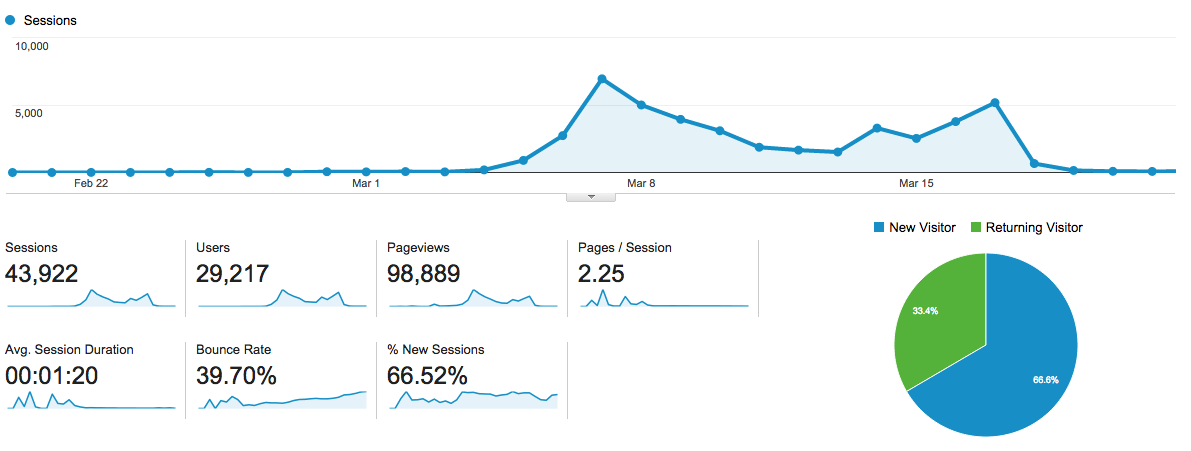 Sessions
10,000
5,000
Feb 22 Mar 1 Mar 8 Mar 15
New Visitor Returning Visitor
Sessions Users Pageviews Pages / Session
43,922 29,217 98,889 2.25
33.4%
Avg. Session Duration Bounce Rate % New Sessions
00:01:20 39.70% 66.52%
66.6%